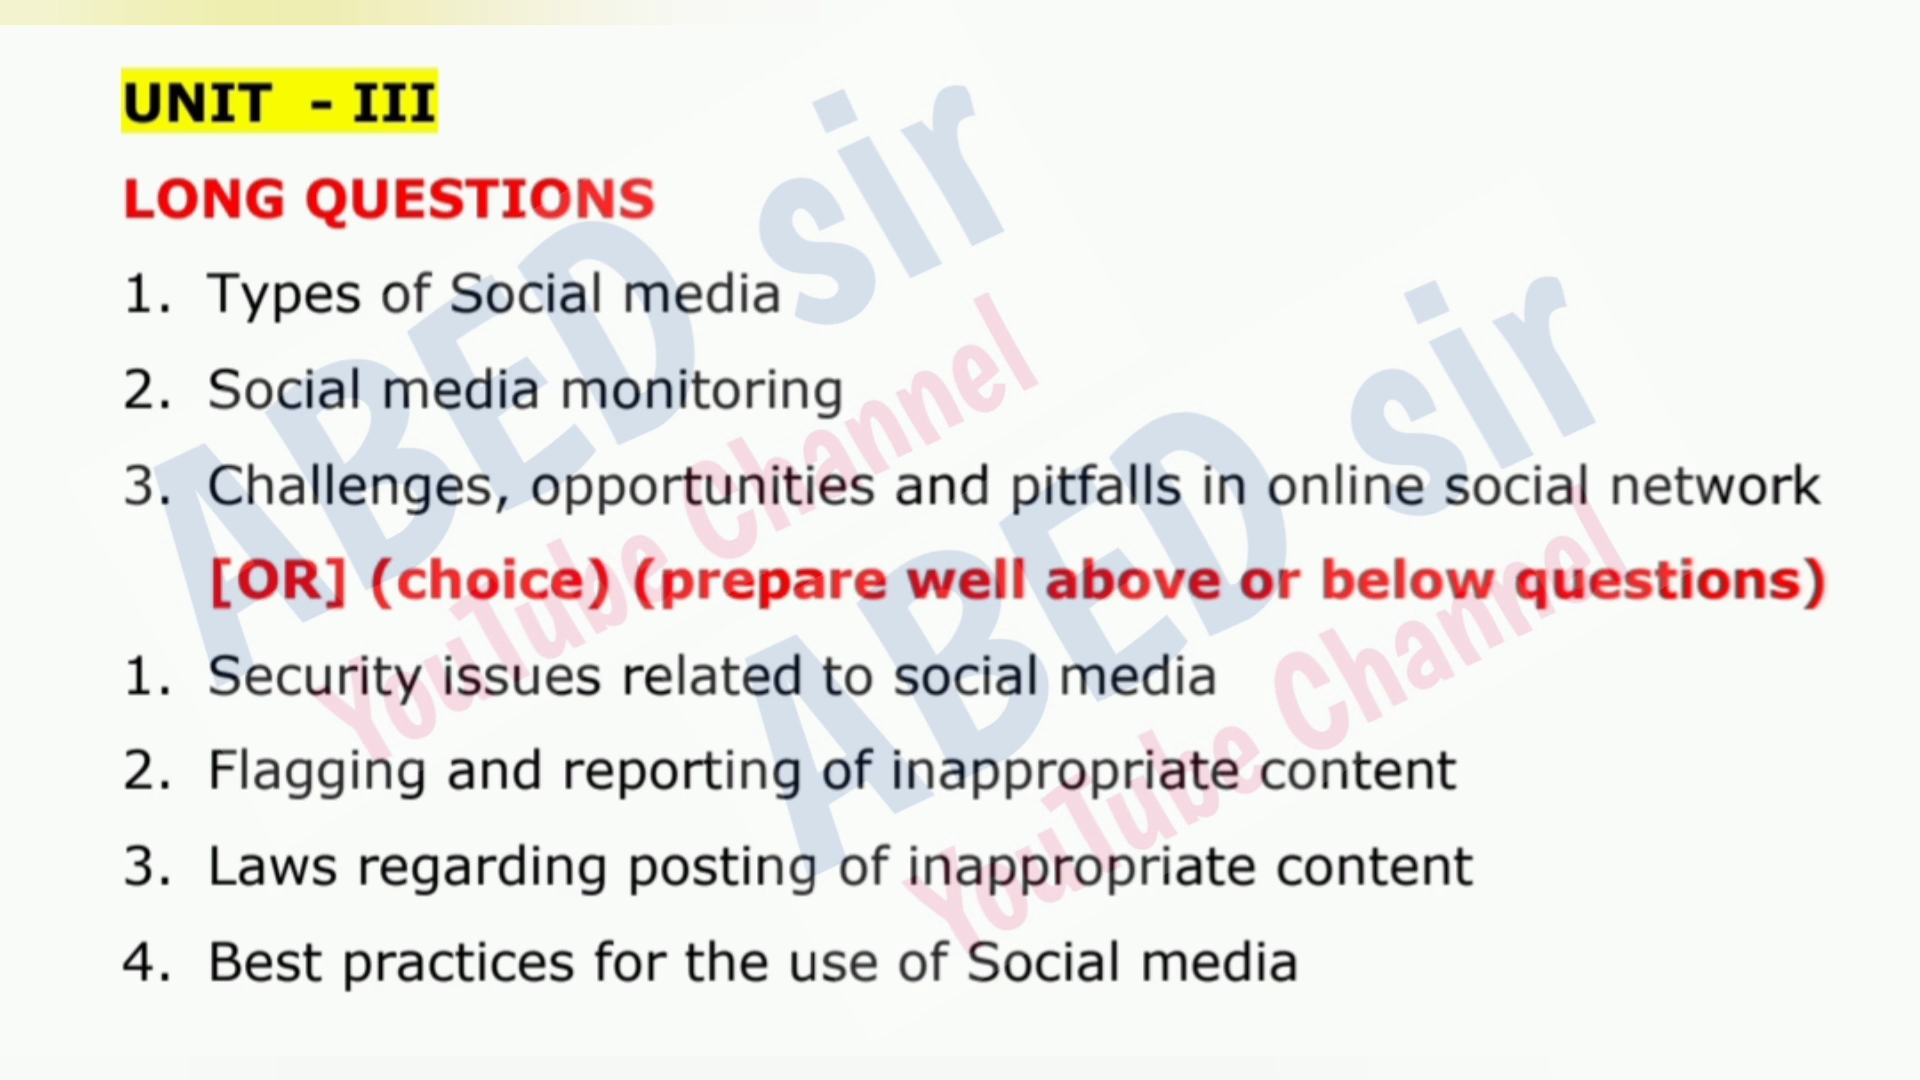 UNIT - III
LONG QUESTIONS
1. Types of Social media
2. Social media monitoring
3. Challenges, opportunities and pitfalls in online social network
[OR] (choice) (prepare well above or below questions)
1. Security issues related to social media
2. Flagging and reporting of inappropriate content
3. Laws regarding posting of inappropriate content
4. Best practices for the use of Social media
ABED sir
YouTube Channel
ABED sir
YouTube Channel